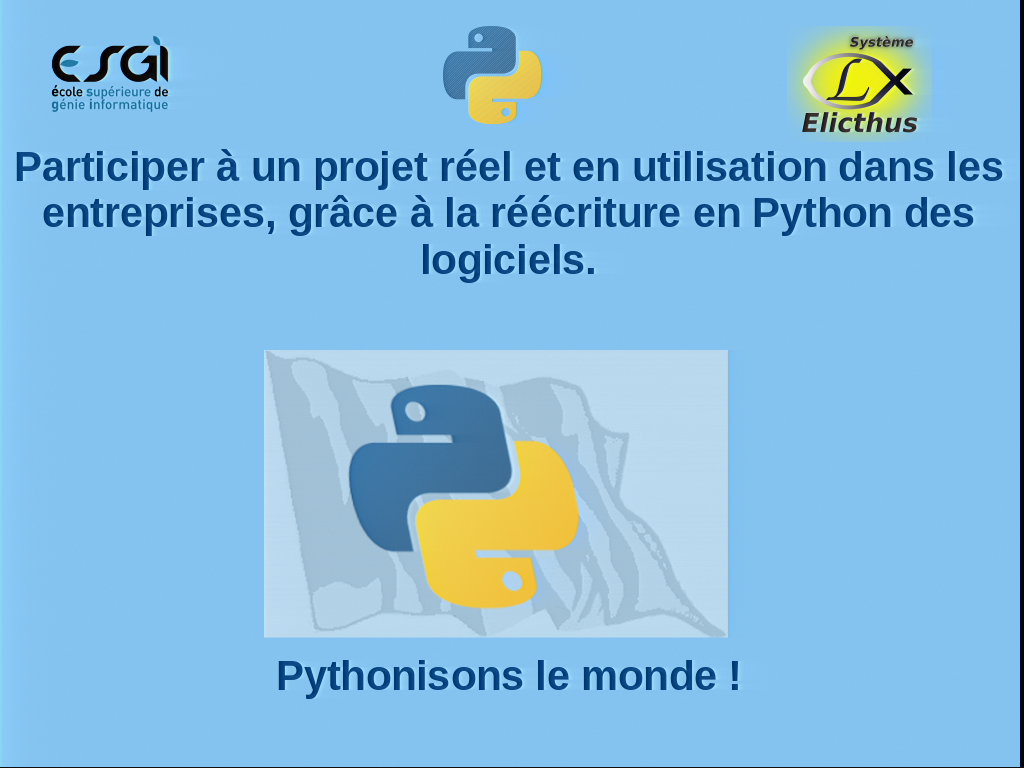 ESGI
école supérieure de
génie informatique
Système
LX
Elicthus
Participer à un projet réel et en utilisation dans les
entreprises, grâce à la réécriture en Python des
logiciels.
Pythonisons le monde !